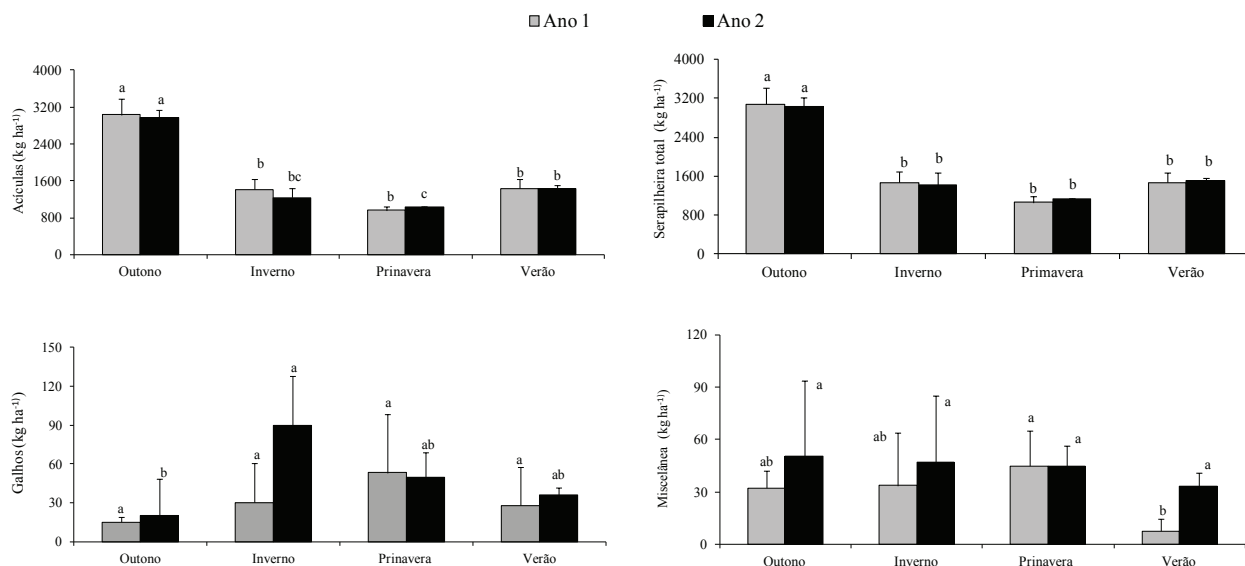 Ano 1 Ano 2
Acículas (kg ha⁻¹⁾)
4000
3200
2400
1600
800
0
a a
b bc
b c
b b
Outono Inverno Prinavera Verão
Serapilheira total (kg ha⁻¹⁾)
4000
3200
2400
1600
800
0
a a
b b
b b
b b
Outono Inverno Primavera Verão
Galhos (kg ha⁻¹⁾)
150
120
90
60
30
0
a b
a a
a ab
a ab
Outono Inverno Prinavera Verão
Miscelânea (kg ha⁻¹⁾)
120
90
60
30
0
ab a
ab a
a a
b a
Outono Inverno Prinavera Verão